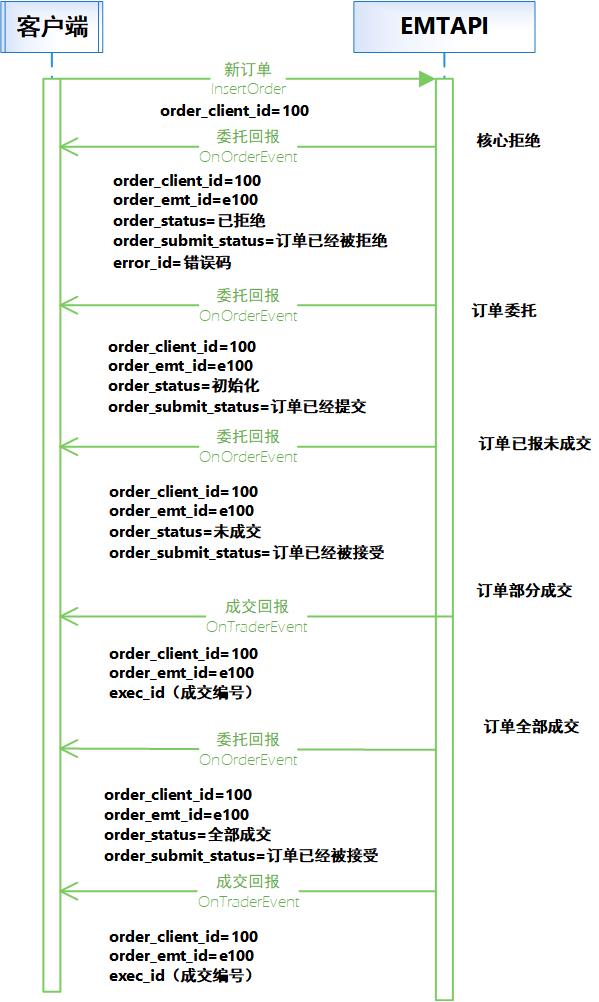 客户端
EMTAPI
新订单
InsertOrder
order_client_id=100
委托回报
OnOrderEvent
核心拒绝
order_client_id=100
order_emt_id=e100
order_status=已拒绝
order_submit_status=订单已经被拒绝
error_id=错误码
委托回报
OnOrderEvent
订单委托
order_client_id=100
order_emt_id=e100
order_status=初始化
order_submit_status=订单已经提交
委托回报
OnOrderEvent
订单已报未成交
order_client_id=100
order_emt_id=e100
order_status=未成交
order_submit_status=订单已经被接受
订单部分成交
成交回报
OnTraderEvent
order_client_id=100
order_emt_id=e100
exec_id（成交编号）
订单全部成交
委托回报
OnOrderEvent
order_client_id=100
order_emt_id=e100
order_status=全部成交
order_submit_status=订单已经被接受
成交回报
OnTraderEvent
order_client_id=100
order_emt_id=e100
exec_id（成交编号）